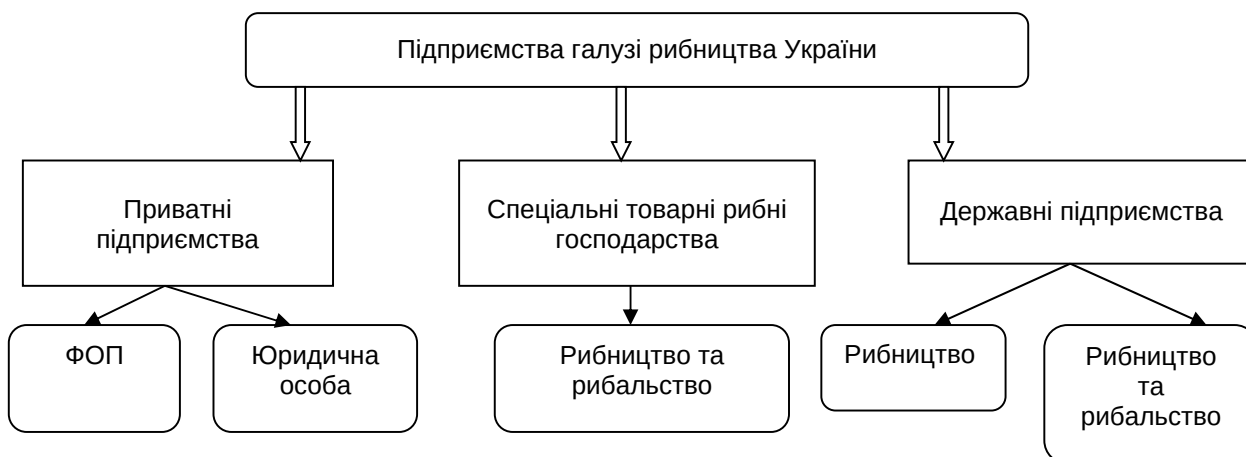 Підприємства галузі рибництва України
Приватні
підприємства
Спеціальні товарні рибні
господарства
Державні підприємства
ФОП
Юридична
особа
Рибництво та
рибальство
Рибництво
Рибництво
та
рибальство